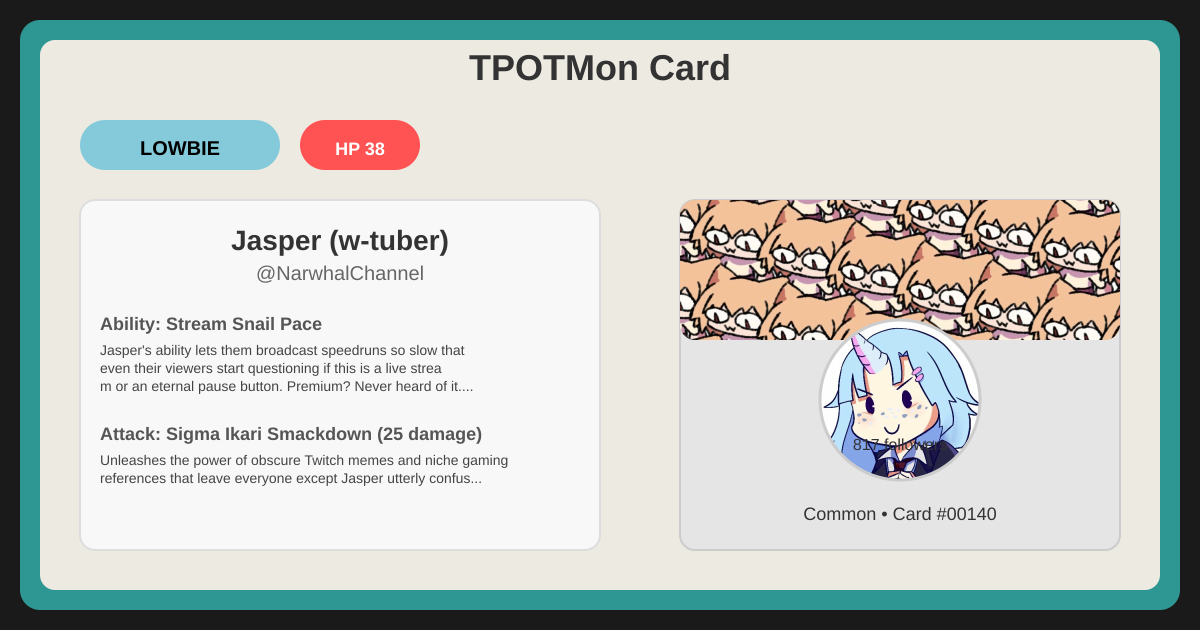 TPOTMon Card
LOWBIE
HP 38
Jasper (w-tuber)
@NarwhalChannel
Ability: Stream Snail Pace
Jasper's ability lets them broadcast speedruns so slow that
even their viewers start questioning if this is a live strea
m or an eternal pause button. Premium? Never heard of it....
Attack: Sigma Ikari Smackdown (25 damage)
Unleashes the power of obscure Twitch memes and niche gaming
references that leave everyone except Jasper utterly confus...
817 followers
Common • Card #00140